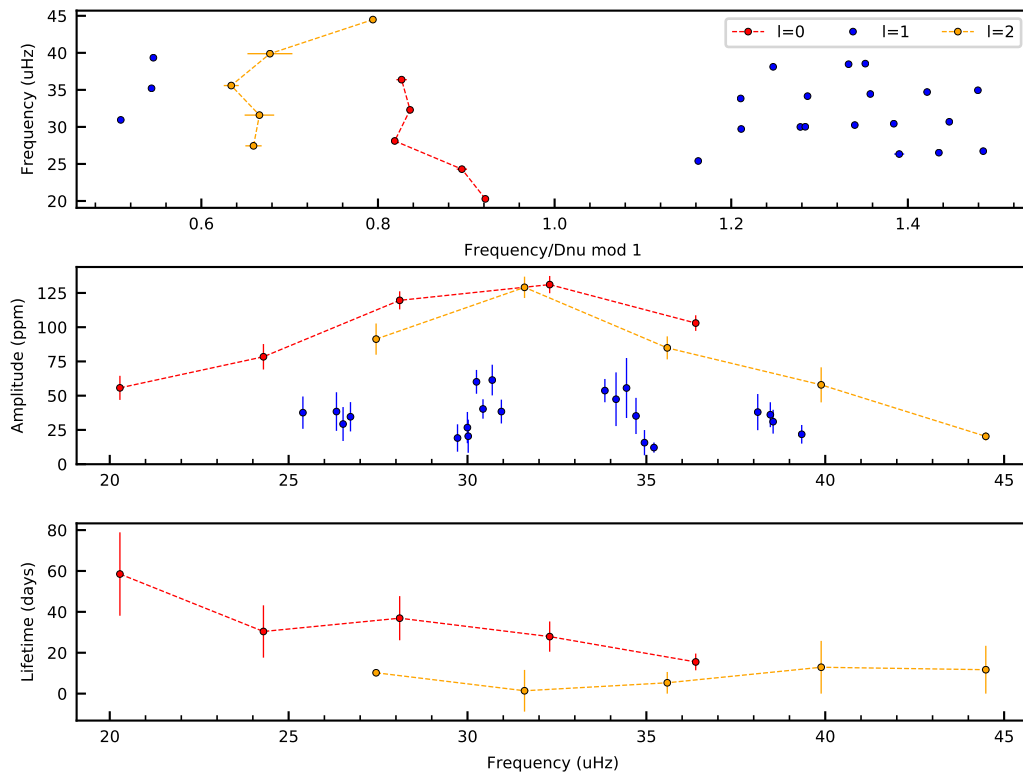 45
40
35
30
25
20
Frequency (uHz)
l=0 l=1 l=2
0.6 0.8 1.0 1.2 1.4
Frequency/Dnu mod 1
125
100
75
50
25
0
Amplitude (ppm)
20 25 30 35 40 45
80
60
40
20
0
Lifetime (days)
20 25 30 35 40 45
Frequency (uHz)